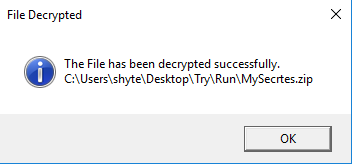 File Decrypted
The File has been decrypted successfully.
C:\Users\shyte\Desktop\Try\Run\MySecrtes.zip
OK